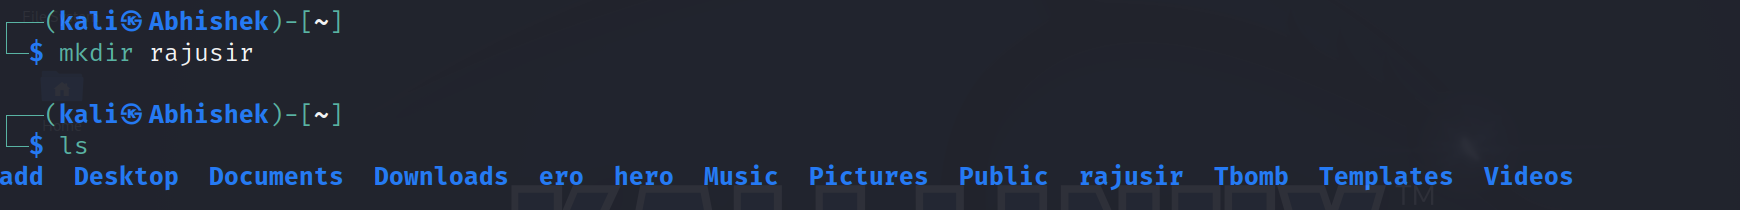 (kali㉿Abhishek)-[~]
$ mkdir rajusir
(kali㉿Abhishek)-[~]
$ ls
add Desktop Documents Downloads ero hero Music Pictures Public rajusir Tbomb Templates Videos